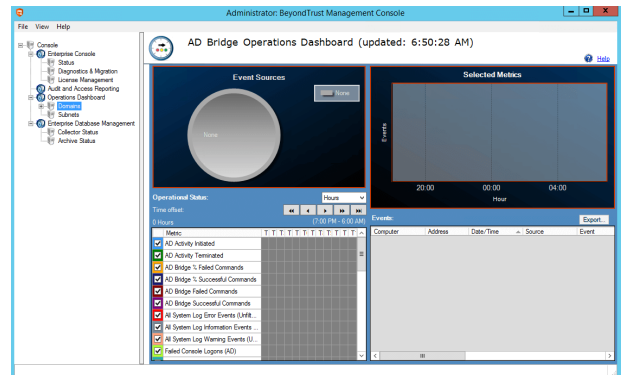 Administrator: BeyondTrust Management Console
File View Help
Console
Enterprise Console
Status
Diagnostics & Migration
License Management
Audit and Access Reporting
Operations Dashboard
Domains
Subnets
Enterprise Database Management
Collector Status
Archive Status
AD Bridge Operations Dashboard (updated: 6:50:28 AM)
Help
Event Sources
None
None
Selected Metrics
Events
20:00 00:00 04:00
Hour
Operational Status: Hours
Time offset:
0 Hours (7:00 PM - 6:00 AM)
Metric T T T T T T T T T T T
AD Activity Initiated
AD Activity Terminated
AD Bridge % Failed Commands
AD Bridge % Successful Commands
AD Bridge Failed Commands
AD Bridge Successful Commands
All System Log Error Events (Unfilt...
All System Log Information Events ...
All System Log Warning Events (U...
Failed Console Logons (AD)
Events: Export...
Computer Address Date/Time Source Event